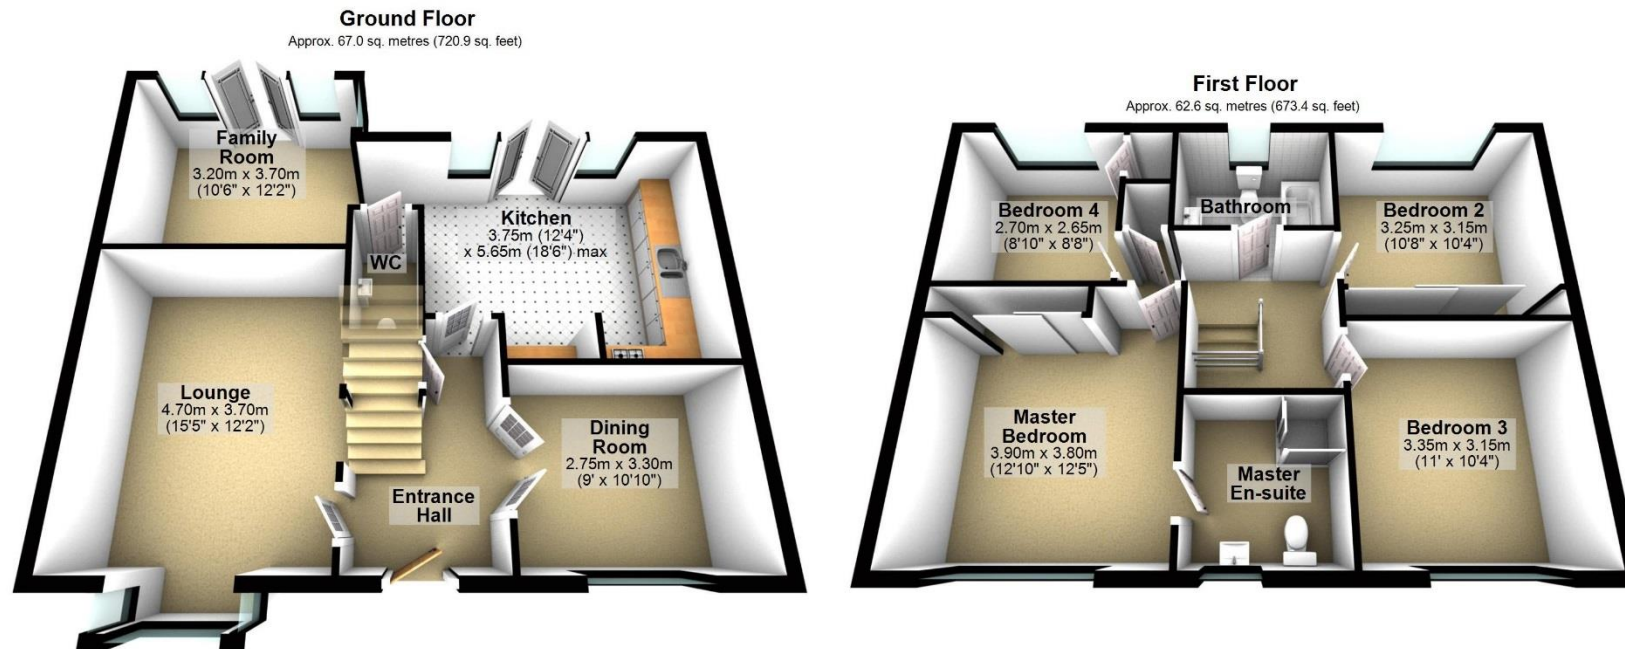 Ground Floor
Approx. 67.0 sq. metres (720.9 sq. feet)
Family
Room
3.20m x 3.70m
(10'6" x 12'2")
Kitchen
3.75m (12'4")
x 5.65m (18'6") max
WC
Lounge
4.70m x 3.70m
(15'5" x 12'2")
Dining
Room
2.75m x 3.30m
(9' x 10'10")
Entrance
Hall
First Floor
Approx. 62.6 sq. metres (673.4 sq. feet)
Bedroom 4
2.70m x 2.65m
(8'10" x 8'8")
Bathroom
Bedroom 2
3.25m x 3.15m
(10'8" x 10'4")
Master
Bedroom
3.90m x 3.80m
(12'10" x 12'5")
Master
En-suite
Bedroom 3
3.35m x 3.15m
(11' x 10'4")